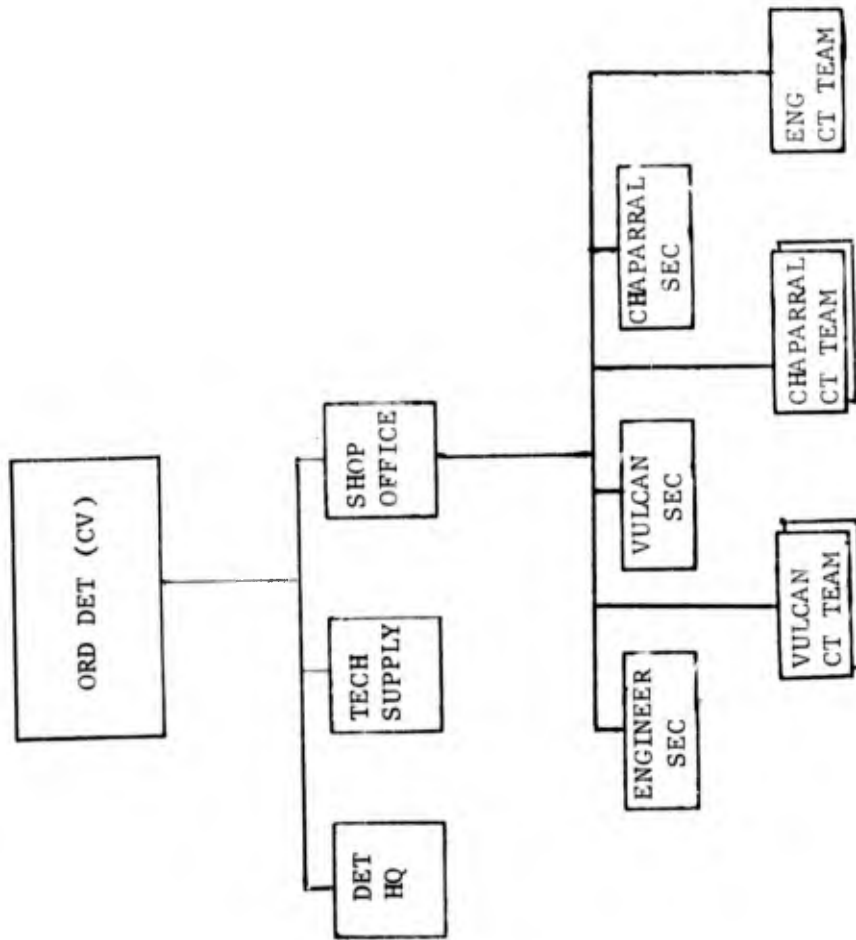 ORD DET (CV)
DET
HQ
TECH
SUPPLY
SHOP
OFFICE
ENGINEER
SEC
VULCAN
SEC
CHAPARRAL
SEC
VULCAN
CT TEAM
CHAPARRAL
CT TEAM
ENG
CT TEAM